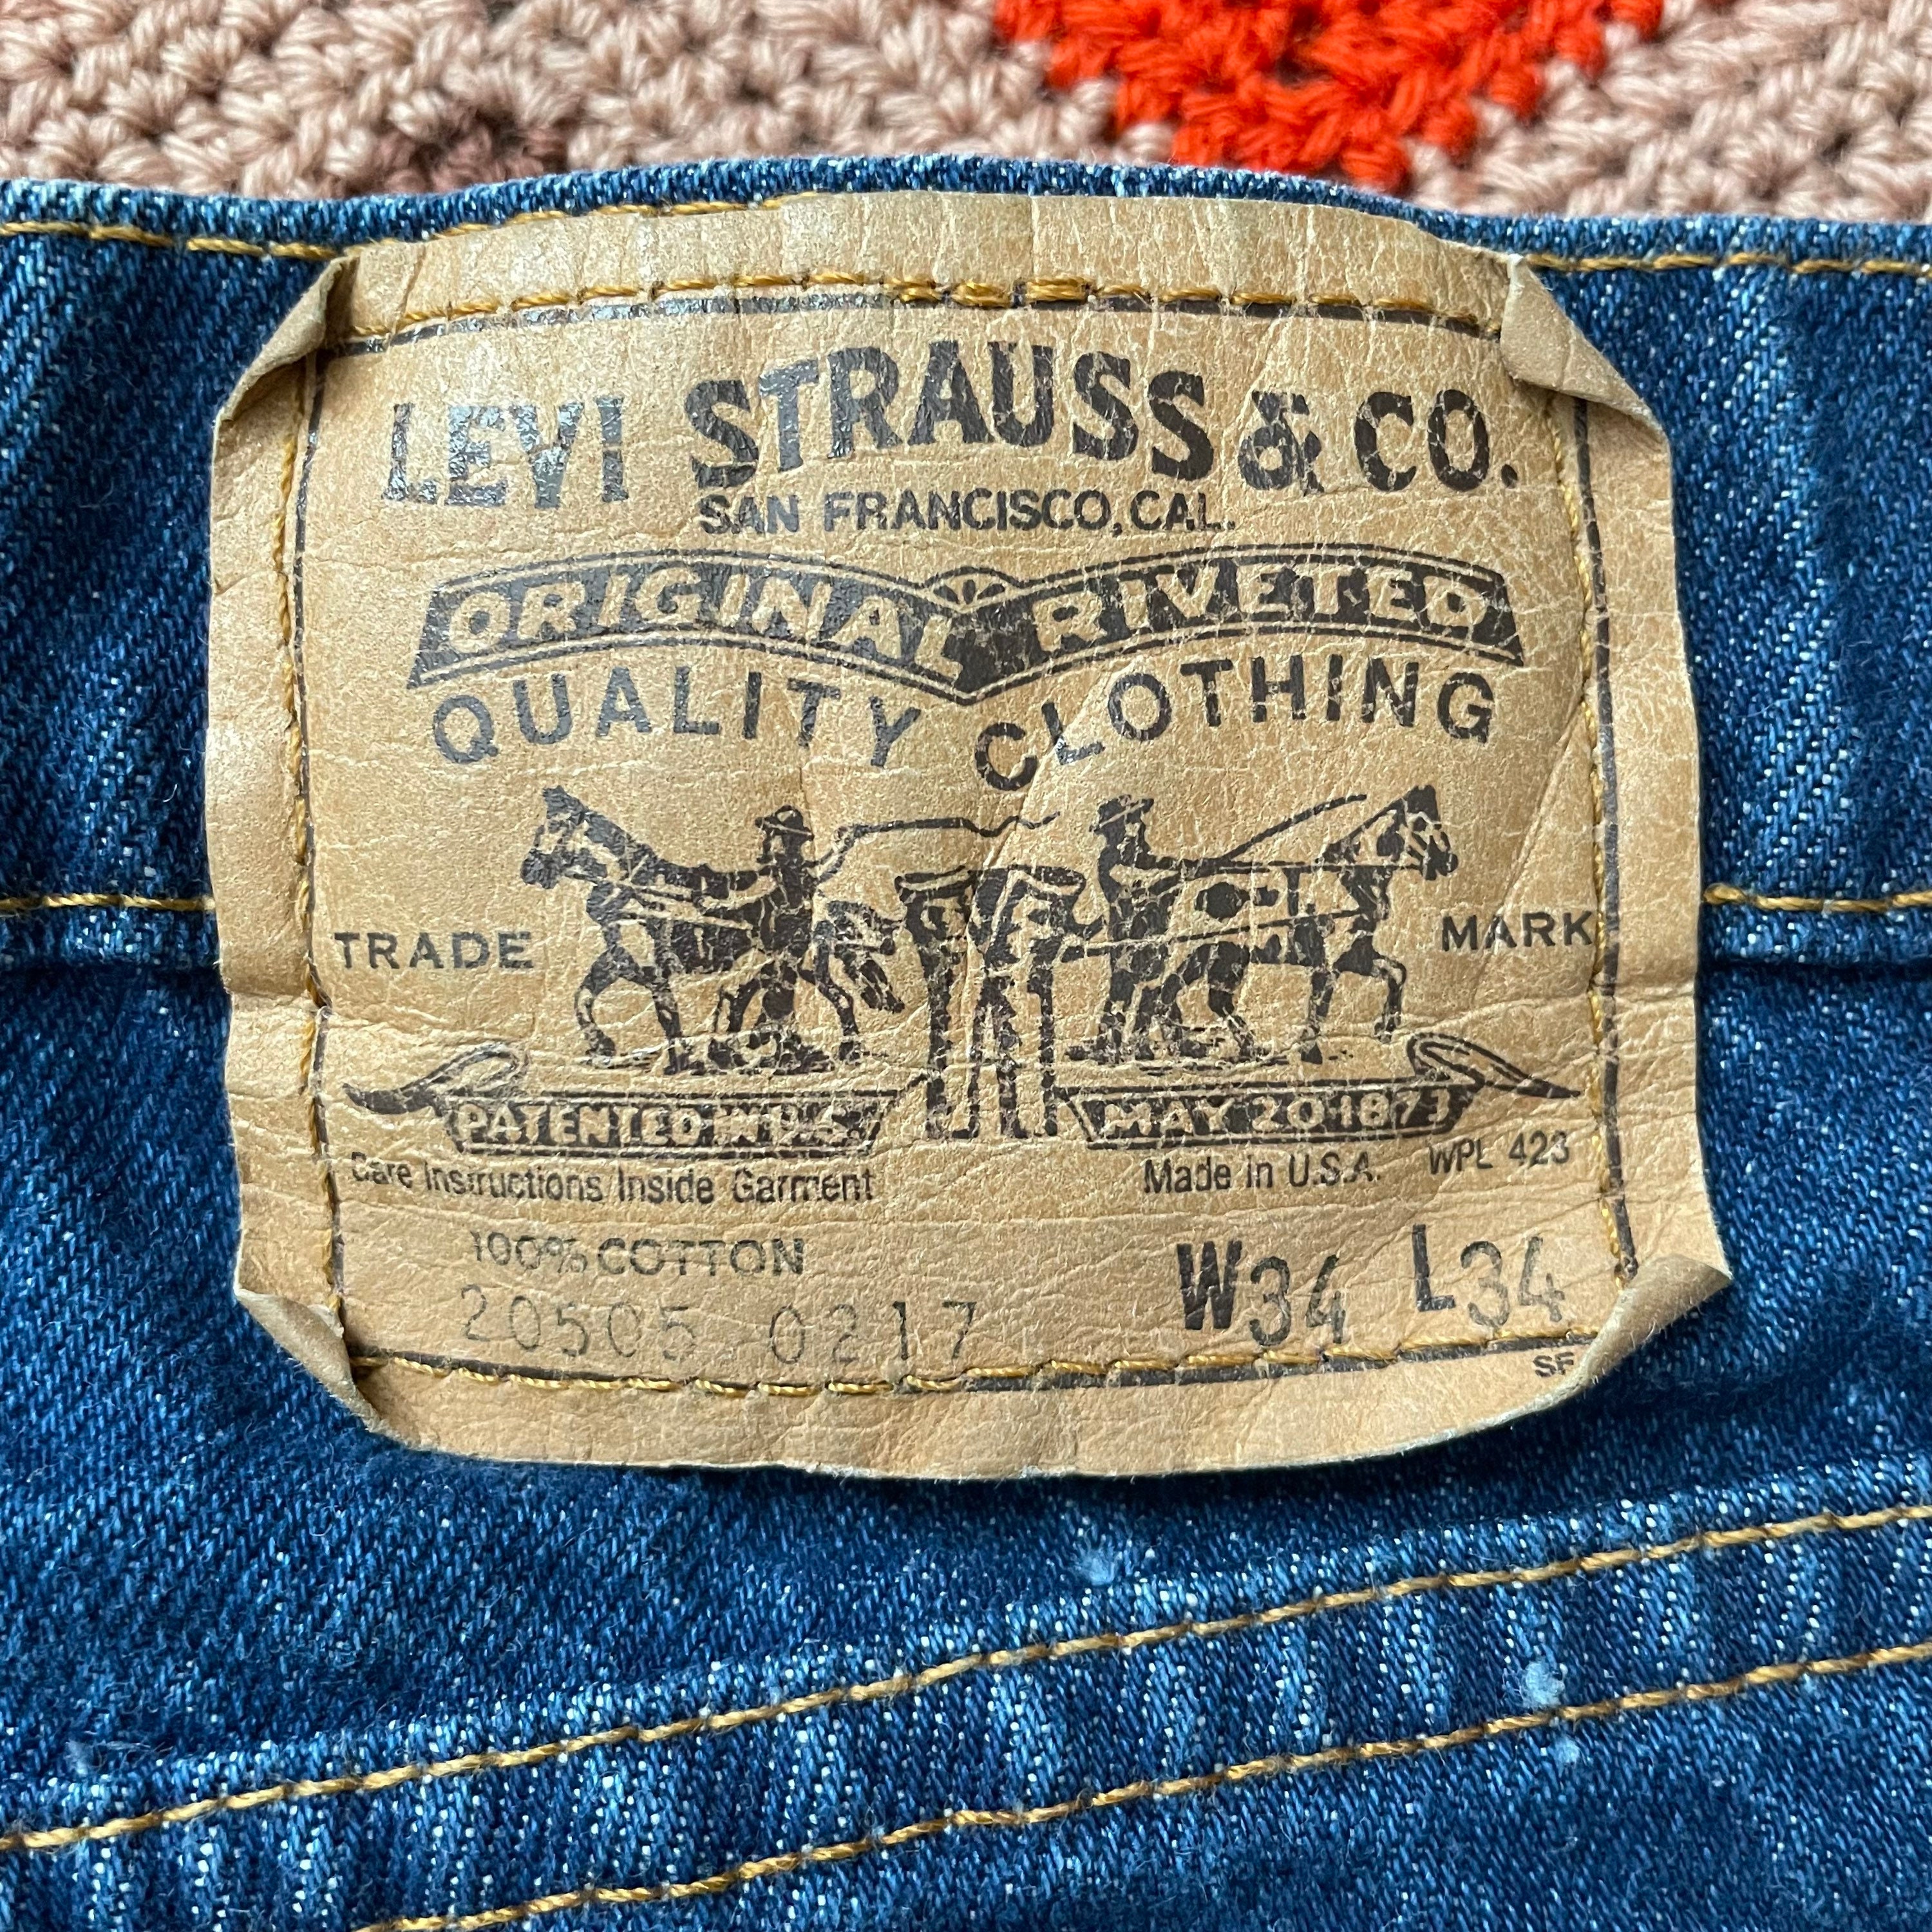 LEVI STRAUSS & CO.
SAN FRANCISCO, CAL.
ORIGINAL RIVETED
QUALITY CLOTHING
TRADE MARK
PATENTED IN U.S. MAY 20 1873
Care Instructions Inside Garment Made in U.S.A. WPL 423
100% COTTON W34 L34
20505 0217
SF